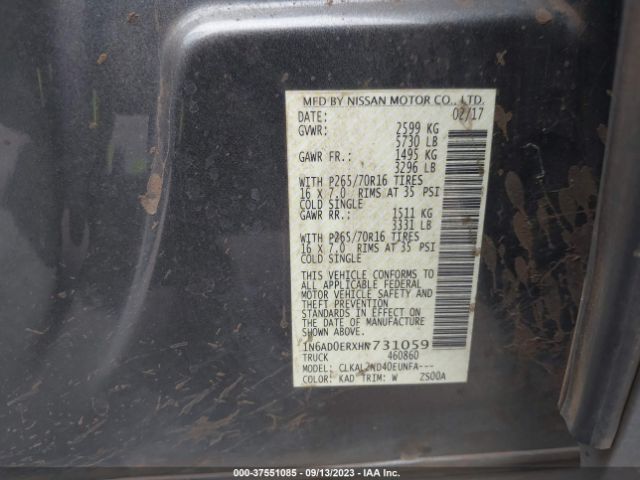 MFD BY NISSAN MOTOR CO., LTD.
DATE: 02/17
GVWR: 2599 KG
5730 LB
GAWR FR.: 1495 KG
3296 LB
WITH P265/70R16 TIRES
16 X 7.0 RIMS AT 35 PSI
COLD SINGLE
GAWR RR.: 1511 KG
3331 LB
WITH P265/70R16 TIRES
16 X 7.0 RIMS AT 35 PSI
COLD SINGLE
THIS VEHICLE CONFORMS TO
ALL APPLICABLE FEDERAL
MOTOR VEHICLE SAFETY AND
THEFT PREVENTION
STANDARDS IN EFFECT ON
THE DATE OF MANUFACTURE
SHOWN ABOVE.
1N6AD0ERXHN731059
TRUCK 460860
MODEL: CLKALZND40EUNFA---
COLOR: KAD TRIM: W ZS00A
000-37551085 - 09/13/2023 - IAA Inc.